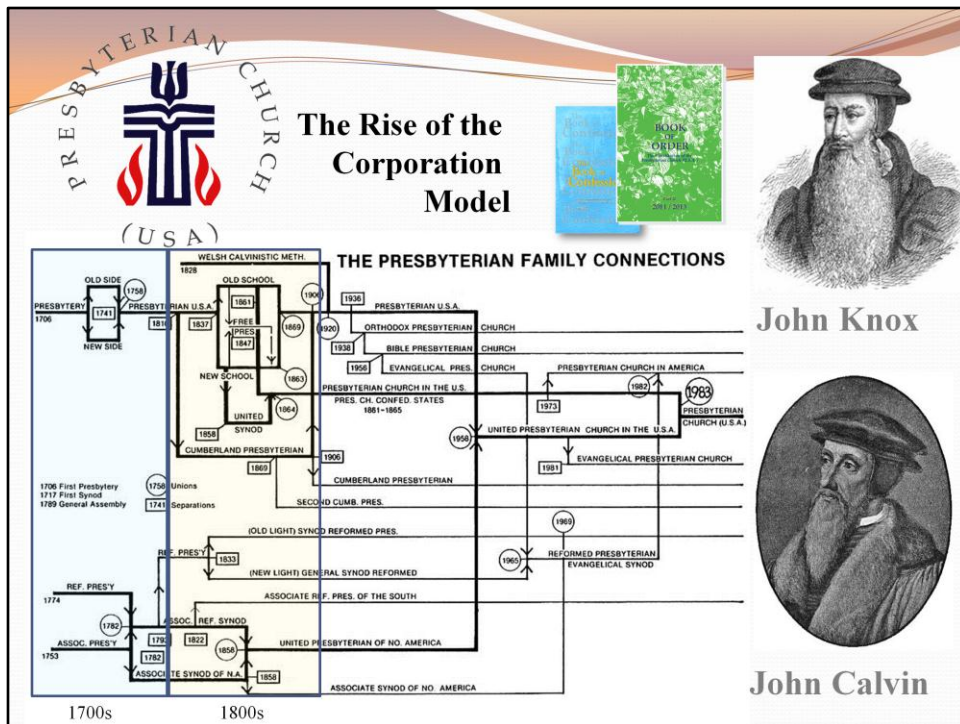 PRESBYTERIAN CHURCH
(USA)
The Rise of the
Corporation
Model
BOOK
OF
ORDER
2011 / 2013
John Knox
THE PRESBYTERIAN FAMILY CONNECTIONS
WELSH CALVINISTIC METH.
1828
OLD SIDE
1758
OLD SCHOOL
1906
1936
PRESBYTERY
1741
PRESBYTERIAN U.S.A.
1861
PRESBYTERIAN U.S.A.
1706
1810
1837
FREE
PRES
1869
1920
ORTHODOX PRESBYTERIAN CHURCH
NEW SIDE
1847
1938
BIBLE PRESBYTERIAN CHURCH
1956
EVANGELICAL PRES. CHURCH
PRESBYTERIAN CHURCH IN AMERICA
NEW SCHOOL
1863
1982
1983
PRESBYTERIAN CHURCH IN THE U.S.
PRES. CH. CONFED. STATES
1861-1865
1973
PRESBYTERIAN
CHURCH (U.S.A.)
1864
UNITED
SYNOD
1858
1958
UNITED PRESBYTERIAN CHURCH IN THE U.S.A.
CUMBERLAND PRESBYTERIAN
1869
1906
1981
EVANGELICAL PRESBYTERIAN CHURCH
CUMBERLAND PRESBYTERIAN
1706 First Presbytery
1717 First Synod
1789 General Assembly
1758 Unions
1741 Separations
SECOND CUMB. PRES.
(OLD LIGHT) SYNOD REFORMED PRES.
1969
REF. PRES'Y
1833
1965
REFORMED PRESBYTERIAN
EVANGELICAL SYNOD
(NEW LIGHT) GENERAL SYNOD REFORMED
REF. PRES'Y
1774
ASSOCIATE REF. PRES. OF THE SOUTH
1782
ASSOC. REF. SYNOD
1793
1822
ASSOC. PRES'Y
1753
1782
1858
UNITED PRESBYTERIAN OF NO. AMERICA
ASSOCIATE SYNOD OF N.A.
1858
ASSOCIATE SYNOD OF NO. AMERICA
John Calvin
1700s
1800s